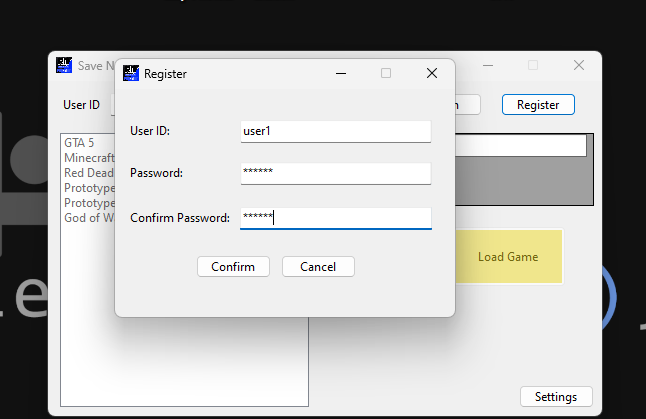 Save N
Register
User ID
Register
User ID:
user1
Password:
******
Confirm Password:
******
Confirm
Cancel
GTA 5
Minecraft
Red Dead
Prototype
Prototype
God of W
Load Game
Settings